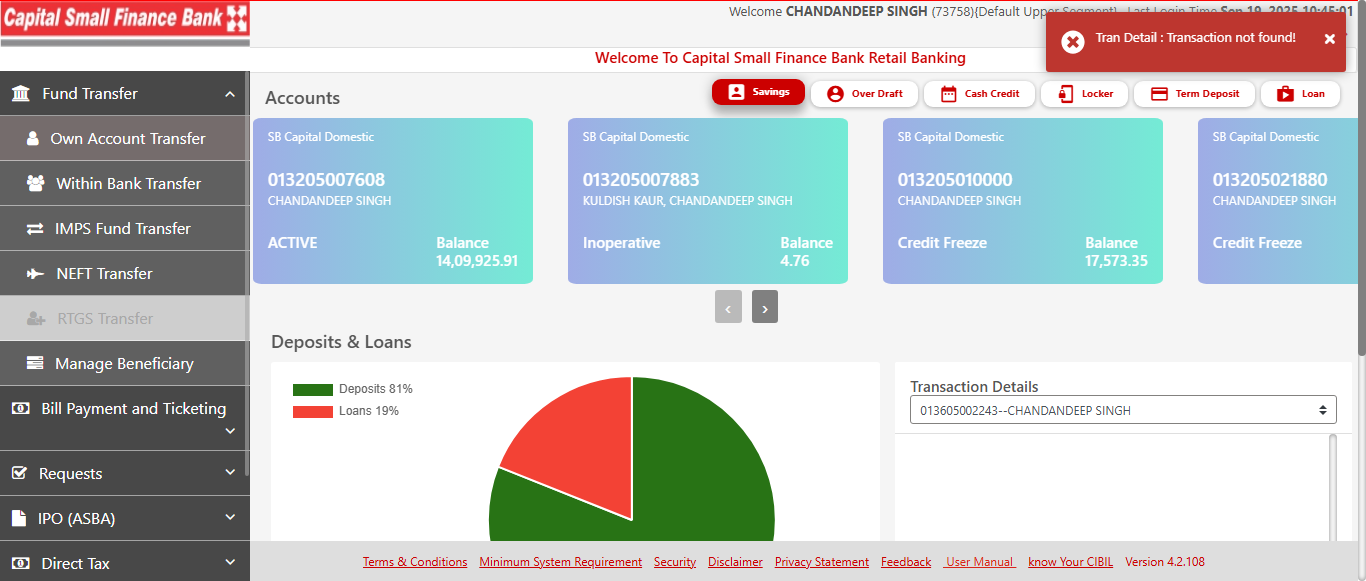 Capital Small Finance Bank
Welcome CHANDANDEEP SINGH (73758){Default Upper Segment} Last Login Time Sep 19, 2025 10:45:01
Tran Detail : Transaction not found!
Welcome To Capital Small Finance Bank Retail Banking
Fund Transfer
Own Account Transfer
Within Bank Transfer
IMPS Fund Transfer
NEFT Transfer
RTGS Transfer
Manage Beneficiary
Bill Payment and Ticketing
Requests
IPO (ASBA)
Direct Tax
Accounts
Savings
Over Draft
Cash Credit
Locker
Term Deposit
Loan
SB Capital Domestic
013205007608
CHANDANDEEP SINGH
ACTIVE
Balance
14,09,925.91
SB Capital Domestic
013205007883
KULDISH KAUR, CHANDANDEEP SINGH
Inoperative
Balance
4.76
SB Capital Domestic
013205010000
CHANDANDEEP SINGH
Credit Freeze
Balance
17,573.35
SB Capital Domestic
013205021880
CHANDANDEEP SINGH
Credit Freeze
Deposits & Loans
Deposits 81%
Loans 19%
Transaction Details
013605002243--CHANDANDEEP SINGH
Terms & Conditions Minimum System Requirement Security Disclaimer Privacy Statement Feedback User Manual know Your CIBIL Version 4.2.108